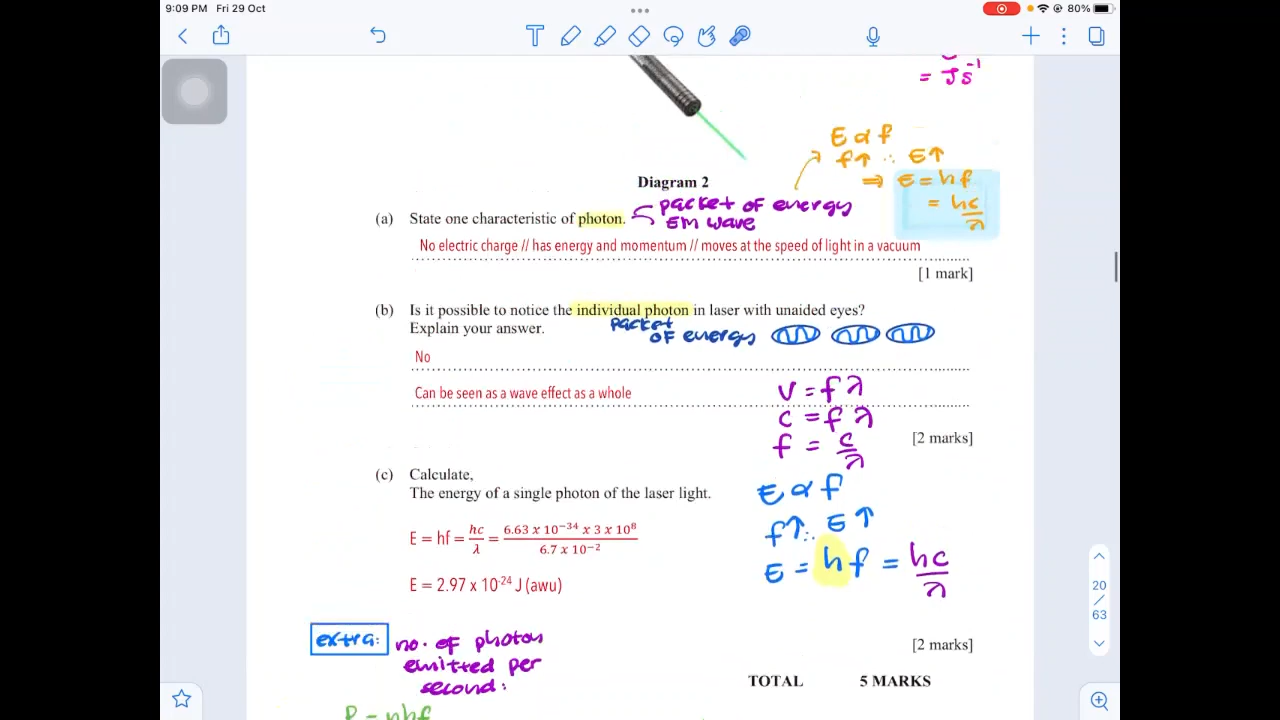 9:09 PM Fri 29 Oct
80%
= Js⁻¹
E α f
f↑ ∴ E↑
⇒ E = hf
= hc/λ
Diagram 2
packet of energy
EM wave
(a) State one characteristic of photon.
No electric charge // has energy and momentum // moves at the speed of light in a vacuum
[1 mark]
(b) Is it possible to notice the individual photon in laser with unaided eyes?
Explain your answer.
packet
of energy
No
Can be seen as a wave effect as a whole
v = fλ
c = fλ
f = c/λ
[2 marks]
(c) Calculate,
The energy of a single photon of the laser light.
E α f
f↑ ∴ E↑
E = hf = hc/λ
E = hf = hc/λ = 6.63 x 10⁻³⁴ x 3 x 10⁸ / 6.7 x 10⁻²
E = 2.97 x 10⁻²⁴ J (awu)
20
/
63
extra: no. of photon
emitted per
second:
[2 marks]
TOTAL 5 MARKS
P = nhf